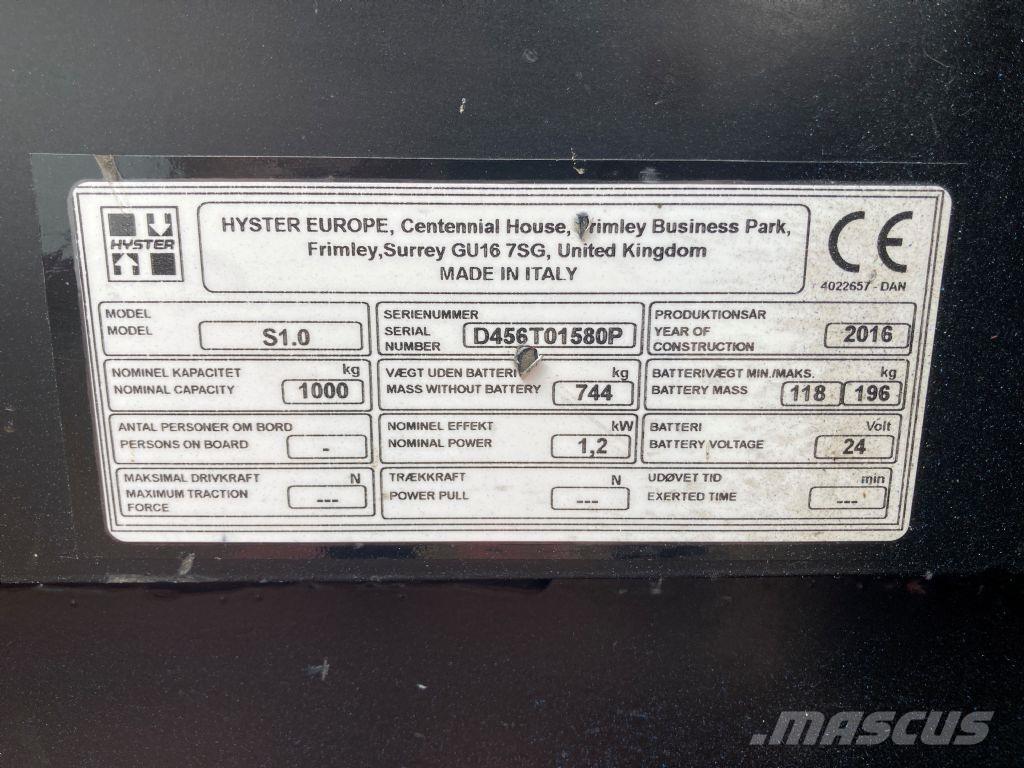 HYSTER
HYSTER EUROPE, Centennial House, Frimley Business Park,
Frimley,Surrey GU16 7SG, United Kingdom
MADE IN ITALY
CE
4022657 - DAN
MODEL
MODEL S1.0
SERIENUMMER
SERIAL
NUMBER D456T01580P
PRODUKTIONSÅR
YEAR OF
CONSTRUCTION 2016
NOMINEL KAPACITET kg
NOMINAL CAPACITY 1000
VÆGT UDEN BATTERI kg
MASS WITHOUT BATTERY 744
BATTERIVÆGT MIN./MAKS. kg
BATTERY MASS 118 196
ANTAL PERSONER OM BORD
PERSONS ON BOARD -
NOMINEL EFFEKT kW
NOMINAL POWER 1,2
BATTERI Volt
BATTERY VOLTAGE 24
MAKSIMAL DRIVKRAFT N
MAXIMUM TRACTION
FORCE ---
TRÆKKRAFT N
POWER PULL ---
UDØVET TID min
EXERTED TIME ---
MASCUS